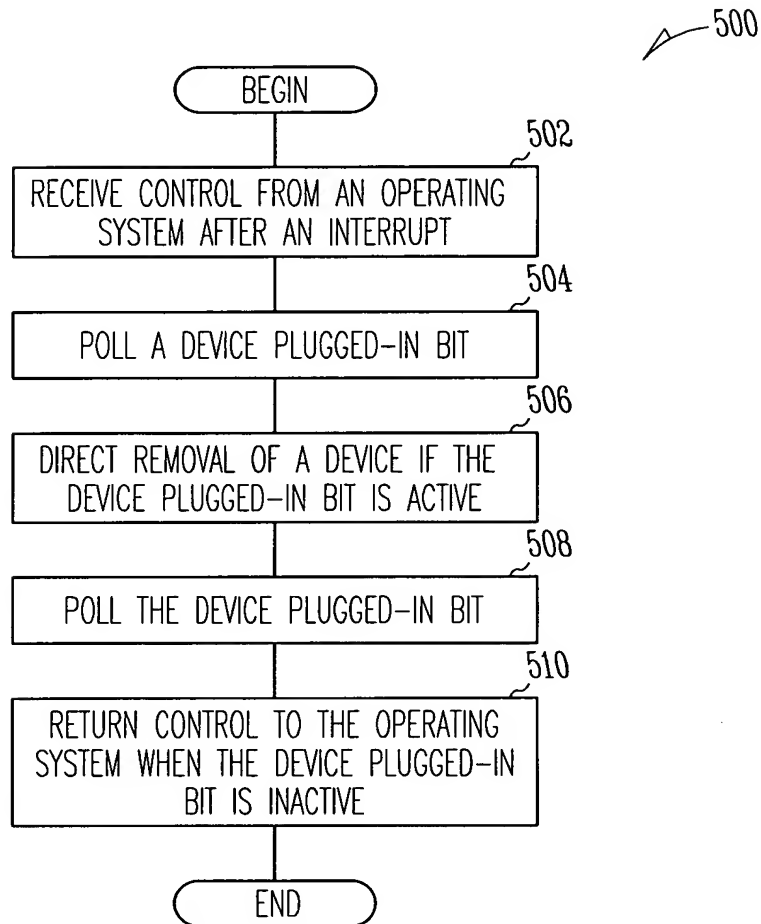 500
BEGIN
502
RECEIVE CONTROL FROM AN OPERATING
SYSTEM AFTER AN INTERRUPT
504
POLL A DEVICE PLUGGED-IN BIT
506
DIRECT REMOVAL OF A DEVICE IF THE
DEVICE PLUGGED-IN BIT IS ACTIVE
508
POLL THE DEVICE PLUGGED-IN BIT
510
RETURN CONTROL TO THE OPERATING
SYSTEM WHEN THE DEVICE PLUGGED-IN
BIT IS INACTIVE
END